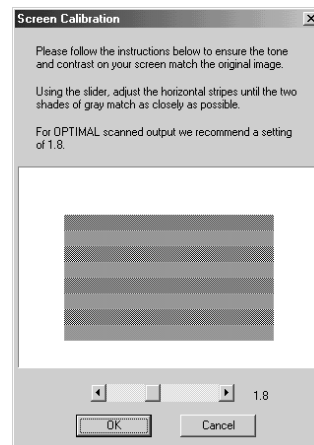 Screen Calibration
Please follow the instructions below to ensure the tone
and contrast on your screen match the original image.
Using the slider, adjust the horizontal stripes until the two
shades of gray match as closely as possible.
For OPTIMAL scanned output we recommend a setting
of 1.8.
1.8
OK
Cancel